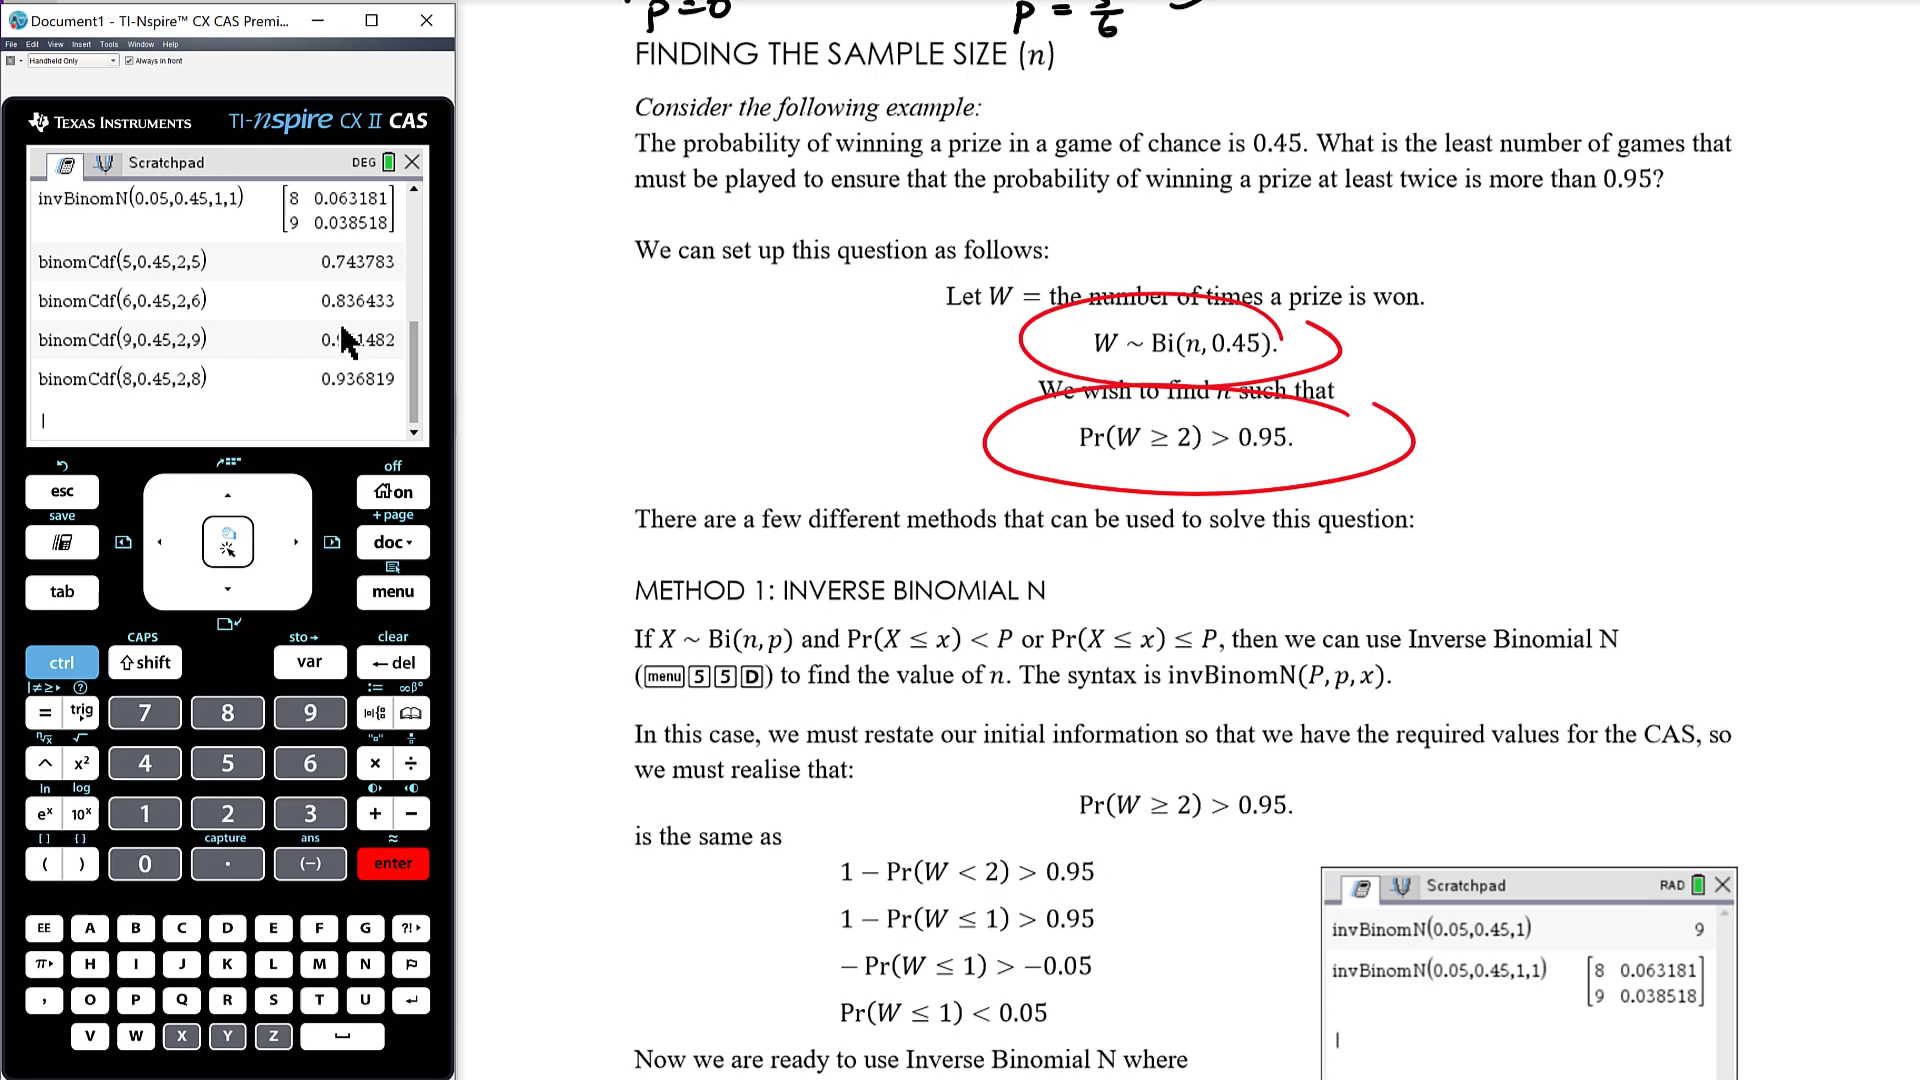 Document1 - TI-Nspire™ CX CAS Premi...
File Edit View Insert Tools Window Help
Handheld Only
Always in front
TEXAS INSTRUMENTS TI-nspire CX II CAS
Scratchpad DEG
invBinomN(0.05,0.45,1,1) [8 0.063181
9 0.038518]
binomCdf(5,0.45,2,5) 0.743783
binomCdf(6,0.45,2,6) 0.836433
binomCdf(9,0.45,2,9)
binomCdf(8,0.45,2,8) 0.936819
off
esc on
save + page
doc
tab menu
CAPS sto→ clear
ctrl shift var ← del
= trig 7 8 9
^ x² 4 5 6 × ÷
ln log
eˣ 10ˣ 1 2 3 + −
[ ] { } capture ans ≈
( ) 0 . (−) enter
EE A B C D E F G ?!▸
π▸ H I J K L M N
, O P Q R S T U
V W X Y Z
p = 0
p = 5/6
FINDING THE SAMPLE SIZE (n)
Consider the following example:
The probability of winning a prize in a game of chance is 0.45. What is the least number of games that
must be played to ensure that the probability of winning a prize at least twice is more than 0.95?
We can set up this question as follows:
Let W = the number of times a prize is won.
W ~ Bi(n, 0.45).
We wish to find n such that
Pr(W ≥ 2) > 0.95.
There are a few different methods that can be used to solve this question:
METHOD 1: INVERSE BINOMIAL N
If X ~ Bi(n, p) and Pr(X ≤ x) < P or Pr(X ≤ x) ≤ P, then we can use Inverse Binomial N
(menu 5 5 D) to find the value of n. The syntax is invBinomN(P, p, x).
In this case, we must restate our initial information so that we have the required values for the CAS, so
we must realise that:
Pr(W ≥ 2) > 0.95.
is the same as
1 − Pr(W < 2) > 0.95
1 − Pr(W ≤ 1) > 0.95
− Pr(W ≤ 1) > −0.05
Pr(W ≤ 1) < 0.05
Now we are ready to use Inverse Binomial N where
Scratchpad RAD
invBinomN(0.05,0.45,1) 9
invBinomN(0.05,0.45,1,1) [8 0.063181
9 0.038518]